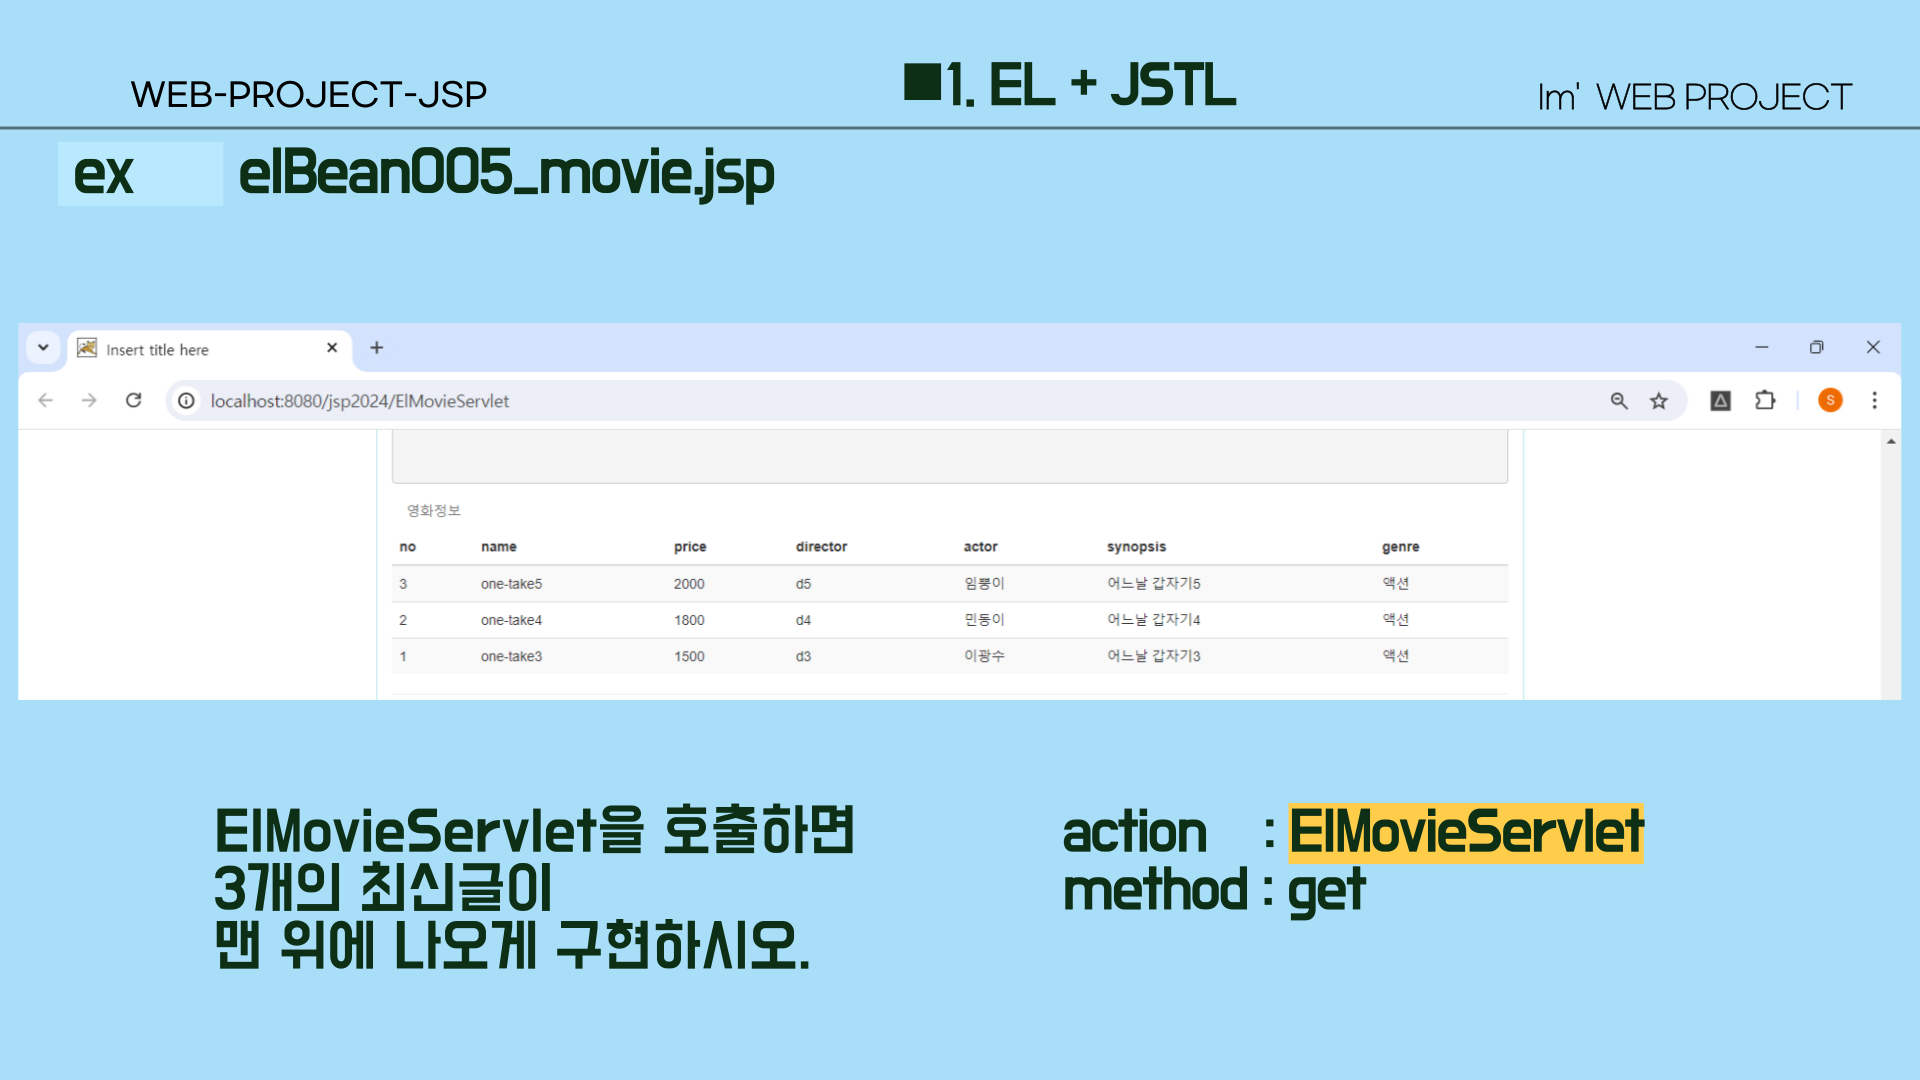 WEB-PROJECT-JSP
■1. EL + JSTL
Im' WEB PROJECT
ex elBean005_movie.jsp
Insert title here
localhost:8080/jsp2024/ElMovieServlet
S
영화정보
no name price director actor synopsis genre
3 one-take5 2000 d5 임뽕이 어느날 갑자기5 액션
2 one-take4 1800 d4 민동이 어느날 갑자기4 액션
1 one-take3 1500 d3 이광수 어느날 갑자기3 액션
ElMovieServlet을 호출하면
3개의 최신글이
맨 위에 나오게 구현하시오.
action : ElMovieServlet
method : get